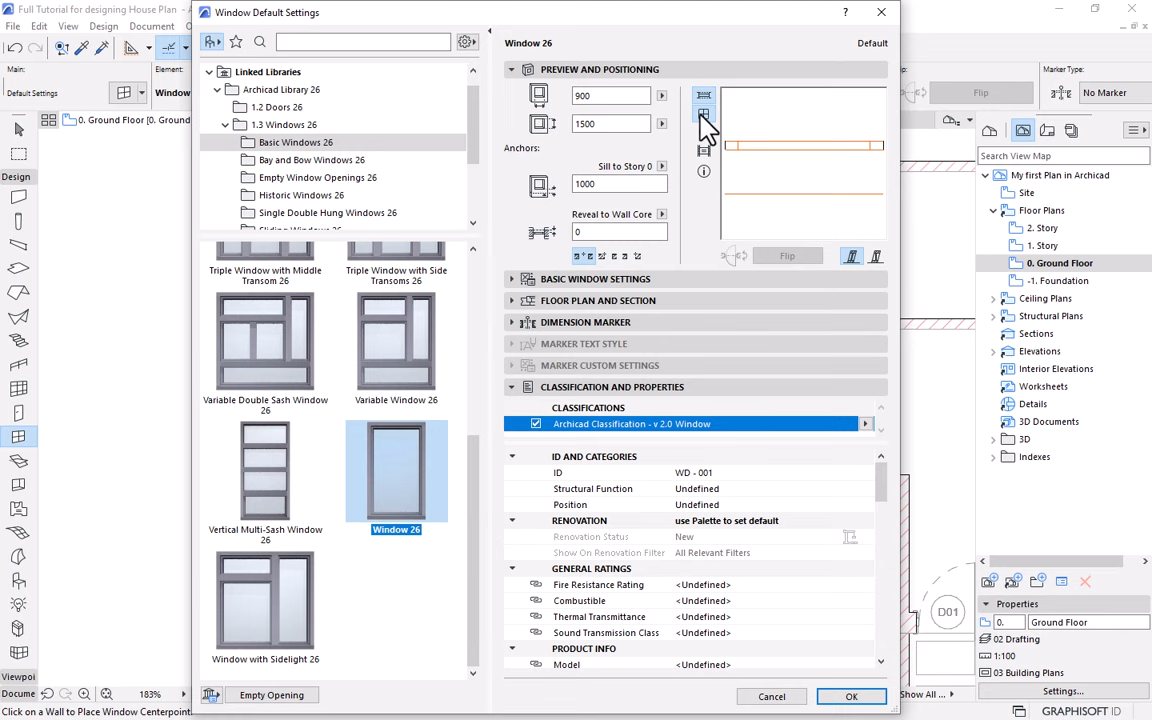 Full Tutorial for designing House Plan - A
File Edit View Design Document
Main:
Element:
Default Settings
Window
0. Ground Floor [0. Ground
Design
Viewpoi
Docume
183%
Click on a Wall to Place Window Centerpoint
Window Default Settings
?
Linked Libraries
Archicad Library 26
1.2 Doors 26
1.3 Windows 26
Basic Windows 26
Bay and Bow Windows 26
Empty Window Openings 26
Historic Windows 26
Single Double Hung Windows 26
Triple Window with Middle Transom 26
Triple Window with Side Transoms 26
Variable Double Sash Window 26
Variable Window 26
Vertical Multi-Sash Window 26
Window 26
Window with Sidelight 26
Empty Opening
Window 26
Default
PREVIEW AND POSITIONING
900
1500
Anchors:
Sill to Story 0
1000
Reveal to Wall Core
0
Flip
BASIC WINDOW SETTINGS
FLOOR PLAN AND SECTION
DIMENSION MARKER
MARKER TEXT STYLE
MARKER CUSTOM SETTINGS
CLASSIFICATION AND PROPERTIES
CLASSIFICATIONS
Archicad Classification - v 2.0 Window
ID AND CATEGORIES
ID WD - 001
Structural Function Undefined
Position Undefined
RENOVATION use Palette to set default
Renovation Status New
Show On Renovation Filter All Relevant Filters
GENERAL RATINGS
Fire Resistance Rating <Undefined>
Combustible <Undefined>
Thermal Transmittance <Undefined>
Sound Transmission Class <Undefined>
PRODUCT INFO
Model <Undefined>
Cancel
OK
Marker Type:
Flip
No Marker
Search View Map
My first Plan in Archicad
Site
Floor Plans
2. Story
1. Story
0. Ground Floor
-1. Foundation
Ceiling Plans
Structural Plans
Sections
Elevations
Interior Elevations
Worksheets
Details
3D Documents
3D
Indexes
D01
Properties
0. Ground Floor
02 Drafting
1:100
03 Building Plans
Show All ...
Settings...
GRAPHISOFT ID